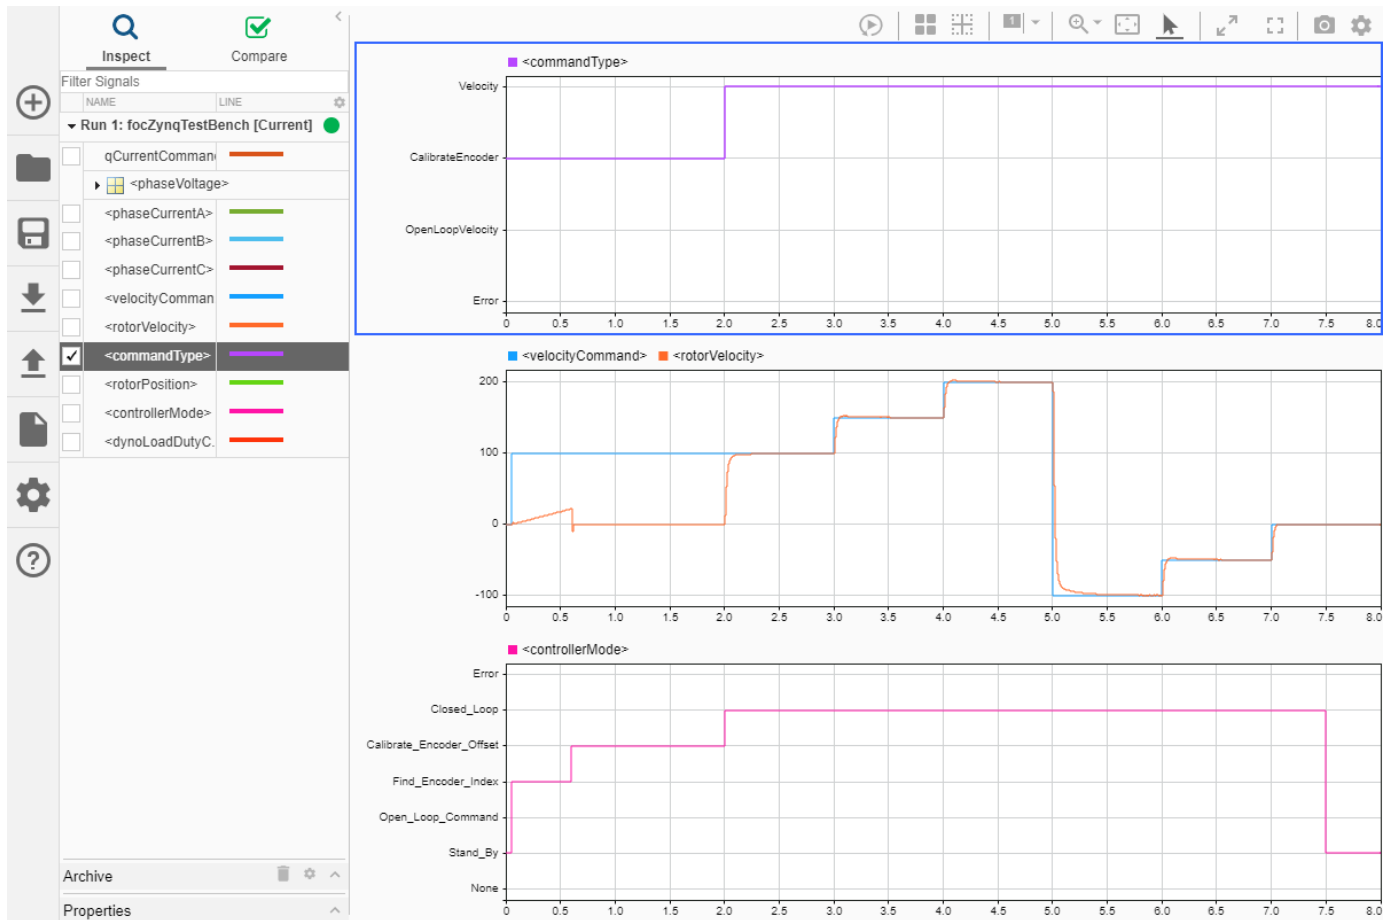 Inspect
Compare
Filter Signals
NAME
LINE
Run 1: focZynqTestBench [Current]
qCurrentComman
<phaseVoltage>
<phaseCurrentA>
<phaseCurrentB>
<phaseCurrentC>
<velocityComman
<rotorVelocity>
<commandType>
<rotorPosition>
<controllerMode>
<dynoLoadDutyC.
Archive
Properties
1
<commandType>
Velocity
CalibrateEncoder
OpenLoopVelocity
Error
0 0.5 1.0 1.5 2.0 2.5 3.0 3.5 4.0 4.5 5.0 5.5 6.0 6.5 7.0 7.5 8.0
<velocityCommand> <rotorVelocity>
200
100
0
-100
0 0.5 1.0 1.5 2.0 2.5 3.0 3.5 4.0 4.5 5.0 5.5 6.0 6.5 7.0 7.5 8.0
<controllerMode>
Error
Closed_Loop
Calibrate_Encoder_Offset
Find_Encoder_Index
Open_Loop_Command
Stand_By
None
0 0.5 1.0 1.5 2.0 2.5 3.0 3.5 4.0 4.5 5.0 5.5 6.0 6.5 7.0 7.5 8.0